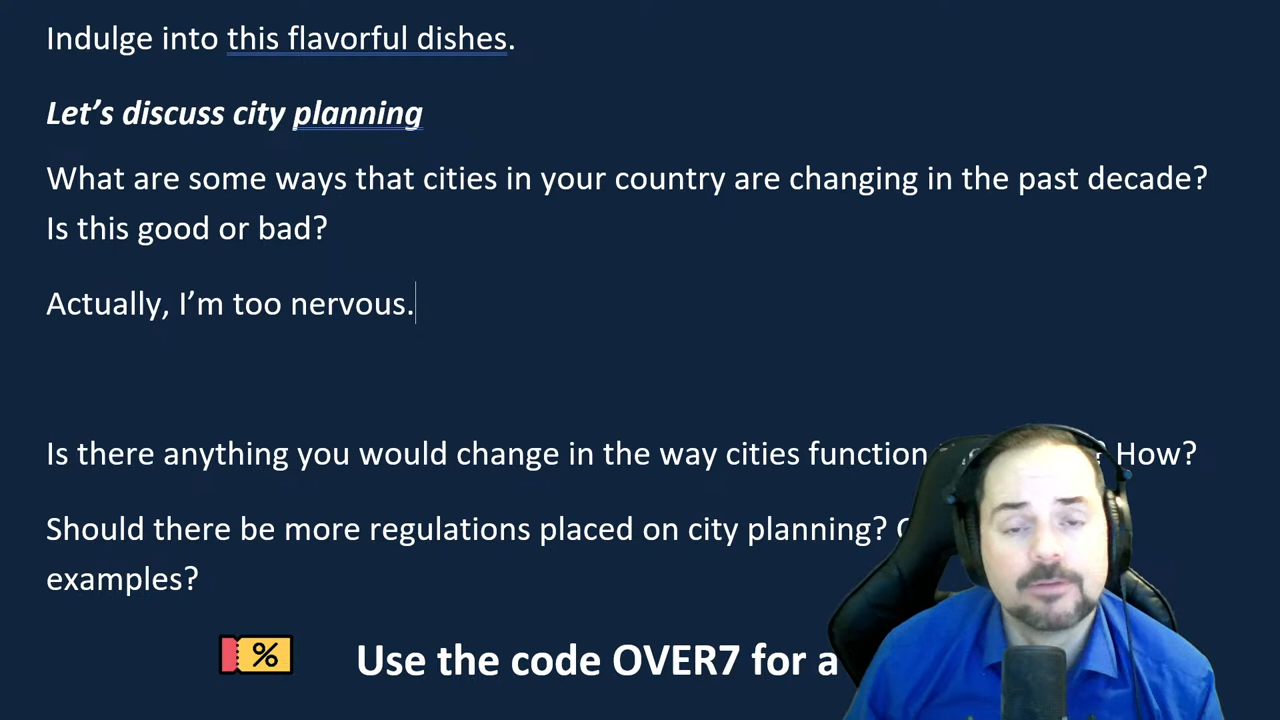 Indulge into this flavorful dishes.
Let’s discuss city planning
What are some ways that cities in your country are changing in the past decade?
Is this good or bad?
Actually, I’m too nervous.
Is there anything you would change in the way cities function ? How?
Should there be more regulations placed on city planning?
examples?
% Use the code OVER7 for a